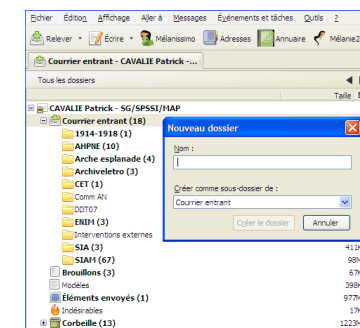 Fichier Édition Affichage Aller à Messages Événements et tâches Outils ?
Relever Écrire Mélanissimo Adresses Annuaire Mélanie2
Courrier entrant - CAVALIE Patrick -...
Tous les dossiers
Taille
CAVALIE Patrick - SG/SPSSI/MAP
Courrier entrant (18)
1914-1918 (1)
AHPNE (10)
Arche esplanade (4)
Archiveletro (3)
CET (1)
Comm AN
DDT07
ENIM (3)
Interventions externes
SIA (3) 411K
SIAM (67) 98M
Brouillons (3) 67K
Modèles 398K
Éléments envoyés (1) 977M
Indésirables 17K
Corbeille (13) 1223M
Nouveau dossier
Nom :
Créer comme sous-dossier de :
Courrier entrant
Créer le dossier Annuler